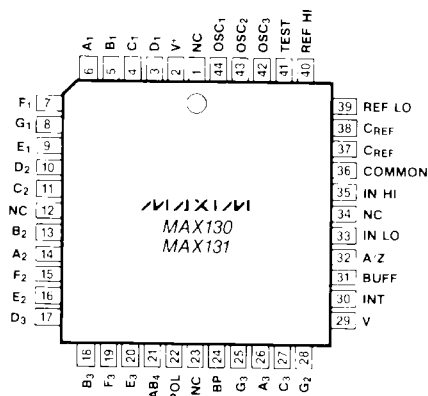 A1 B1 C1 D1 V+ NC OSC1 OSC2 OSC3 TEST REF HI
6 5 4 3 2 1 44 43 42 41 40
F1 7
G1 8
E1 9
D2 10
C2 11
NC 12
B2 13
A2 14
F2 15
E2 16
D3 17
MAXIM
MAX130
MAX131
39 REF LO
38 CREF
37 CREF
36 COMMON
35 IN HI
34 NC
33 IN LO
32 A/Z
31 BUFF
30 INT
29 V
18 19 20 21 22 23 24 25 26 27 28
B3 F3 E3 AB4 POL NC BP G3 A3 C3 G2